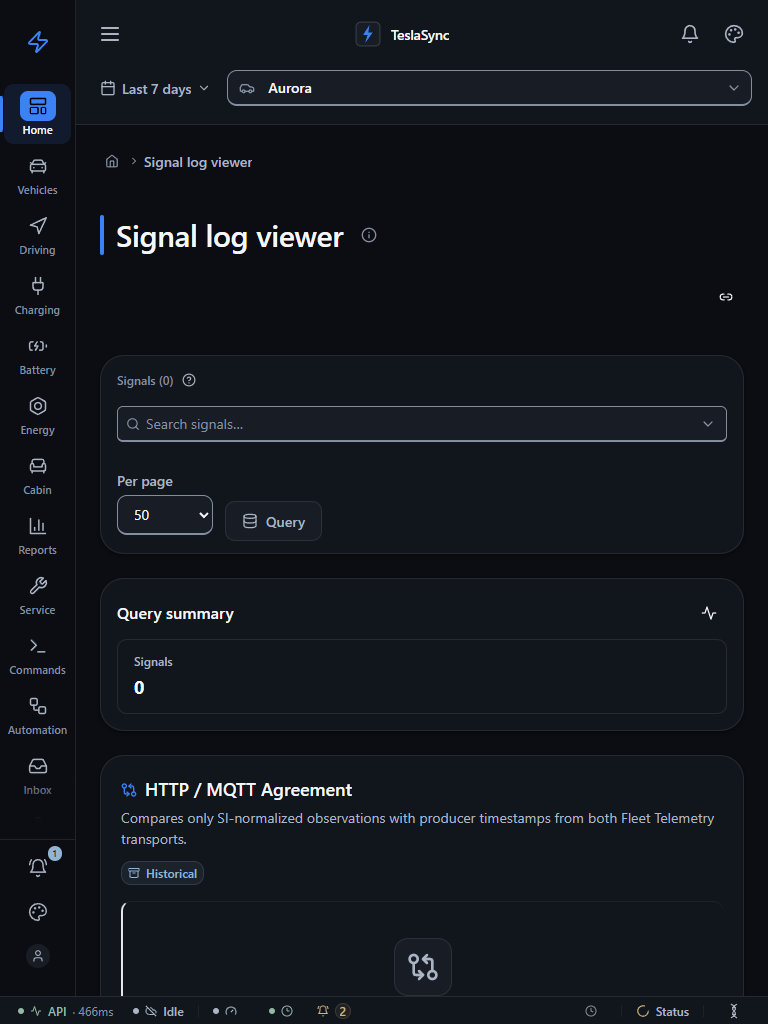 TeslaSync
Last 7 days
Aurora
Home
Vehicles
Driving
Charging
Battery
Energy
Cabin
Reports
Service
Commands
Automation
Inbox
1
Signal log viewer
Signal log viewer
Signals (0)
Search signals...
Per page
50
Query
Query summary
Signals
0
HTTP / MQTT Agreement
Compares only SI-normalized observations with producer timestamps from both Fleet Telemetry
transports.
Historical
API · 466ms
Idle
2
Status